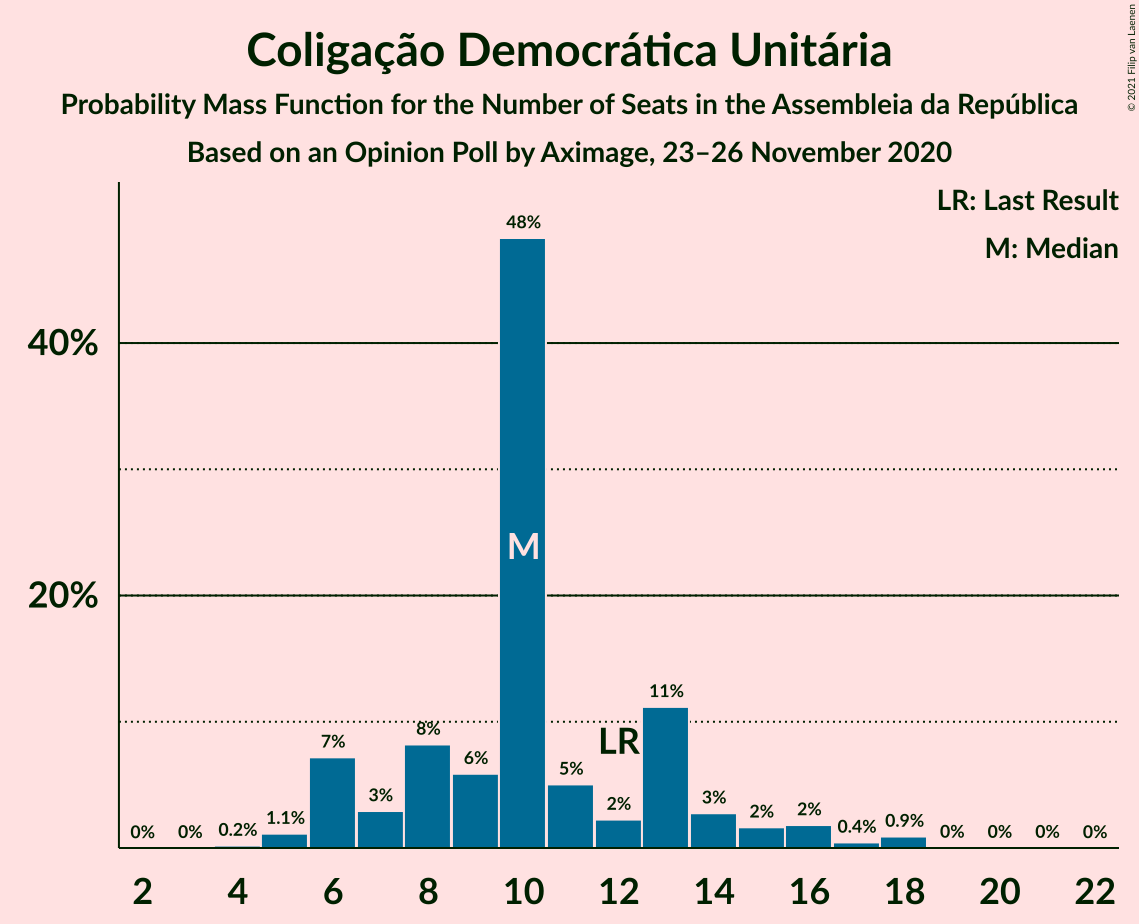 Coligação Democrática Unitária
Probability Mass Function for the Number of Seats in the Assembleia da República
Based on an Opinion Poll by Aximage, 23–26 November 2020
© 2021 Filip van Laenen
LR: Last Result
M: Median
40%
20%
0% 0% 0.2% 1.1% 7% 3% 8% 6% 48% 5% 2% 11% 3% 2% 2% 0.4% 0.9% 0% 0% 0% 0%
M
LR
2 4 6 8 10 12 14 16 18 20 22